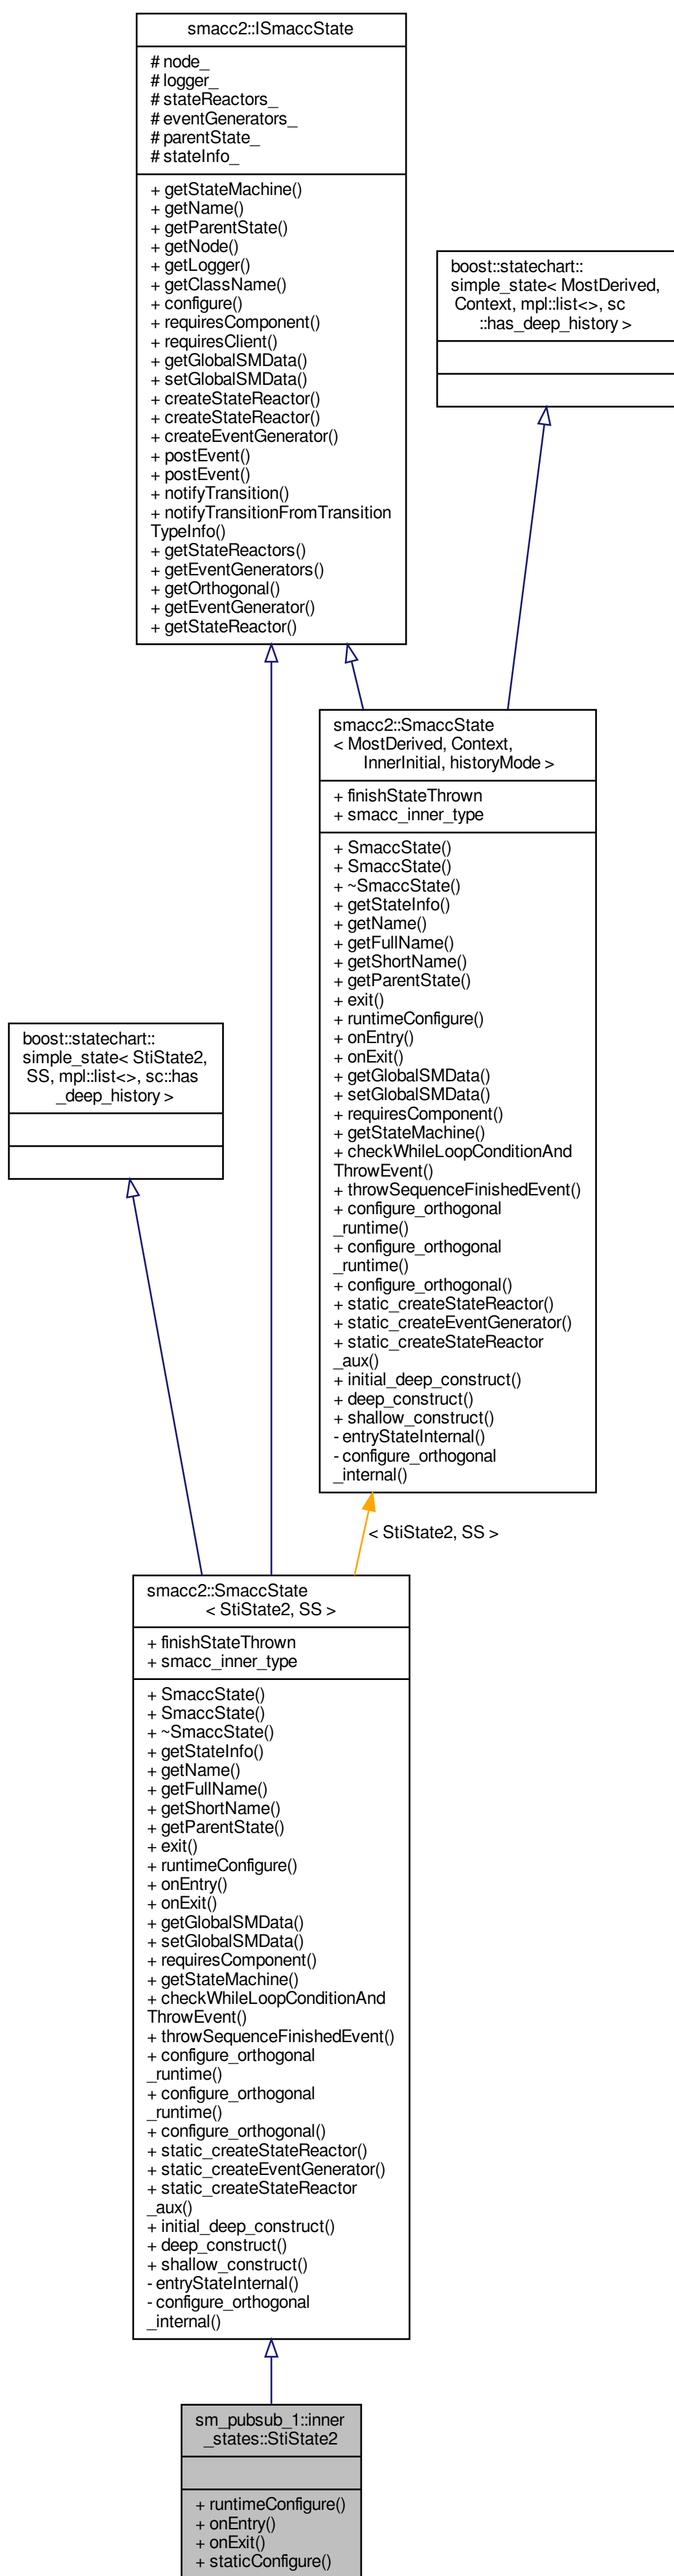 smacc2::ISmaccState
# node_
# logger_
# stateReactors_
# eventGenerators_
# parentState_
# stateInfo_
+ getStateMachine()
+ getName()
+ getParentState()
+ getNode()
+ getLogger()
+ getClassName()
+ configure()
+ requiresComponent()
+ requiresClient()
+ getGlobalSMData()
+ setGlobalSMData()
+ createStateReactor()
+ createStateReactor()
+ createEventGenerator()
+ postEvent()
+ postEvent()
+ notifyTransition()
+ notifyTransitionFromTransition
TypeInfo()
+ getStateReactors()
+ getEventGenerators()
+ getOrthogonal()
+ getEventGenerator()
+ getStateReactor()
boost::statechart::
simple_state< MostDerived,
Context, mpl::list<>, sc
::has_deep_history >
smacc2::SmaccState
< MostDerived, Context,
InnerInitial, historyMode >
+ finishStateThrown
+ smacc_inner_type
+ SmaccState()
+ SmaccState()
+ ~SmaccState()
+ getStateInfo()
+ getName()
+ getFullName()
+ getShortName()
+ getParentState()
+ exit()
+ runtimeConfigure()
+ onEntry()
+ onExit()
+ getGlobalSMData()
+ setGlobalSMData()
+ requiresComponent()
+ getStateMachine()
+ checkWhileLoopConditionAnd
ThrowEvent()
+ throwSequenceFinishedEvent()
+ configure_orthogonal
_runtime()
+ configure_orthogonal
_runtime()
+ configure_orthogonal()
+ static_createStateReactor()
+ static_createEventGenerator()
+ static_createStateReactor
_aux()
+ initial_deep_construct()
+ deep_construct()
+ shallow_construct()
- entryStateInternal()
- configure_orthogonal
_internal()
boost::statechart::
simple_state< StiState2,
SS, mpl::list<>, sc::has
_deep_history >
< StiState2, SS >
smacc2::SmaccState
< StiState2, SS >
+ finishStateThrown
+ smacc_inner_type
+ SmaccState()
+ SmaccState()
+ ~SmaccState()
+ getStateInfo()
+ getName()
+ getFullName()
+ getShortName()
+ getParentState()
+ exit()
+ runtimeConfigure()
+ onEntry()
+ onExit()
+ getGlobalSMData()
+ setGlobalSMData()
+ requiresComponent()
+ getStateMachine()
+ checkWhileLoopConditionAnd
ThrowEvent()
+ throwSequenceFinishedEvent()
+ configure_orthogonal
_runtime()
+ configure_orthogonal
_runtime()
+ configure_orthogonal()
+ static_createStateReactor()
+ static_createEventGenerator()
+ static_createStateReactor
_aux()
+ initial_deep_construct()
+ deep_construct()
+ shallow_construct()
- entryStateInternal()
- configure_orthogonal
_internal()
sm_pubsub_1::inner
_states::StiState2
+ runtimeConfigure()
+ onEntry()
+ onExit()
+ staticConfigure()